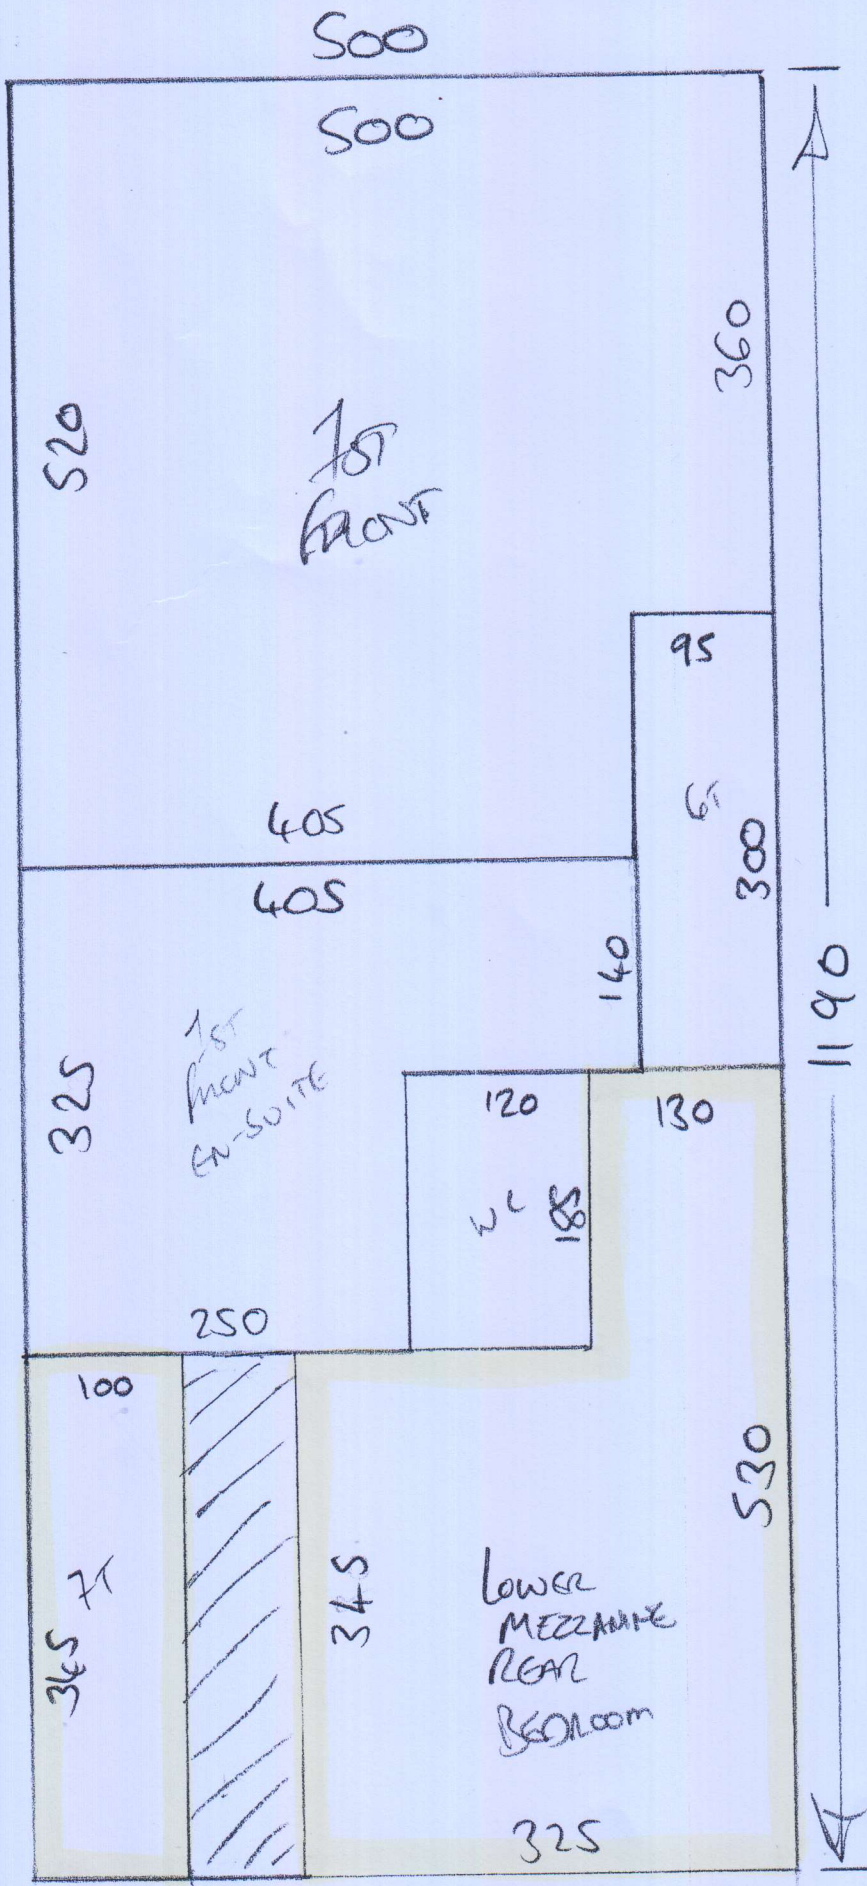 500
500
360
520
1ST
FRONT
95
6T
300
405
405
140
1190
1ST
FRONT
EN-SUITE
325
120
130
WC
185
250
100
530
345
7T
345
LOWER
MEZZANINE
REAR
BEDROOM
325